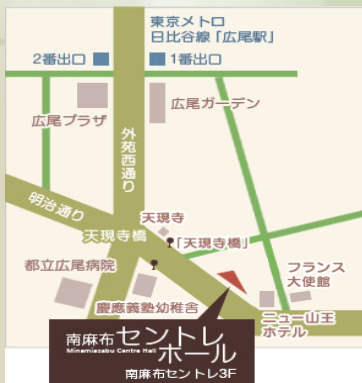 東京メトロ
日比谷線「広尾駅」
2番出口
1番出口
広尾プラザ
広尾ガーデン
外苑西通り
明治通り
天現寺
天現寺橋
「天現寺橋」
都立広尾病院
慶應義塾幼稚舎
フランス
大使館
ニュー山王
ホテル
南麻布セントレ
Minamiazabu Centre Hall
ホール
南麻布セントレ3F